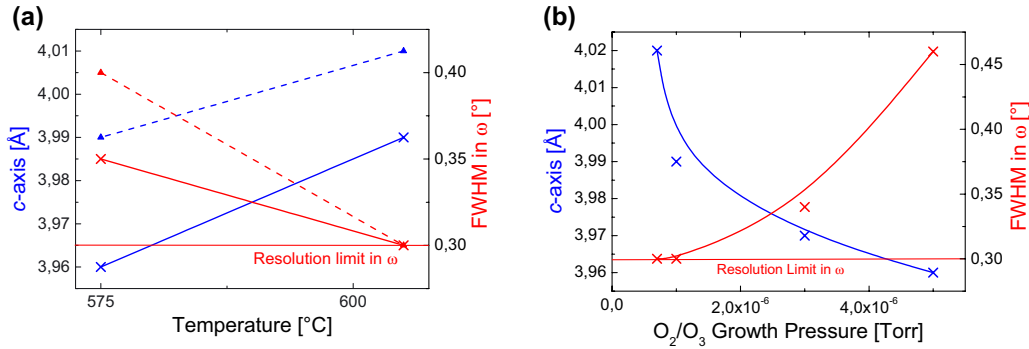 (a)
4,01
4,00
3,99
3,98
3,97
3,96
c-axis [Å]
0,40
0,35
0,30
FWHM in ω [°]
Resolution limit in ω
575
600
Temperature [°C]
(b)
4,02
4,01
4,00
3,99
3,98
3,97
3,96
c-axis [Å]
0,45
0,40
0,35
0,30
FWHM in ω [°]
Resolution Limit in ω
0,0
2,0x10⁻⁶
4,0x10⁻⁶
O₂/O₃ Growth Pressure [Torr]